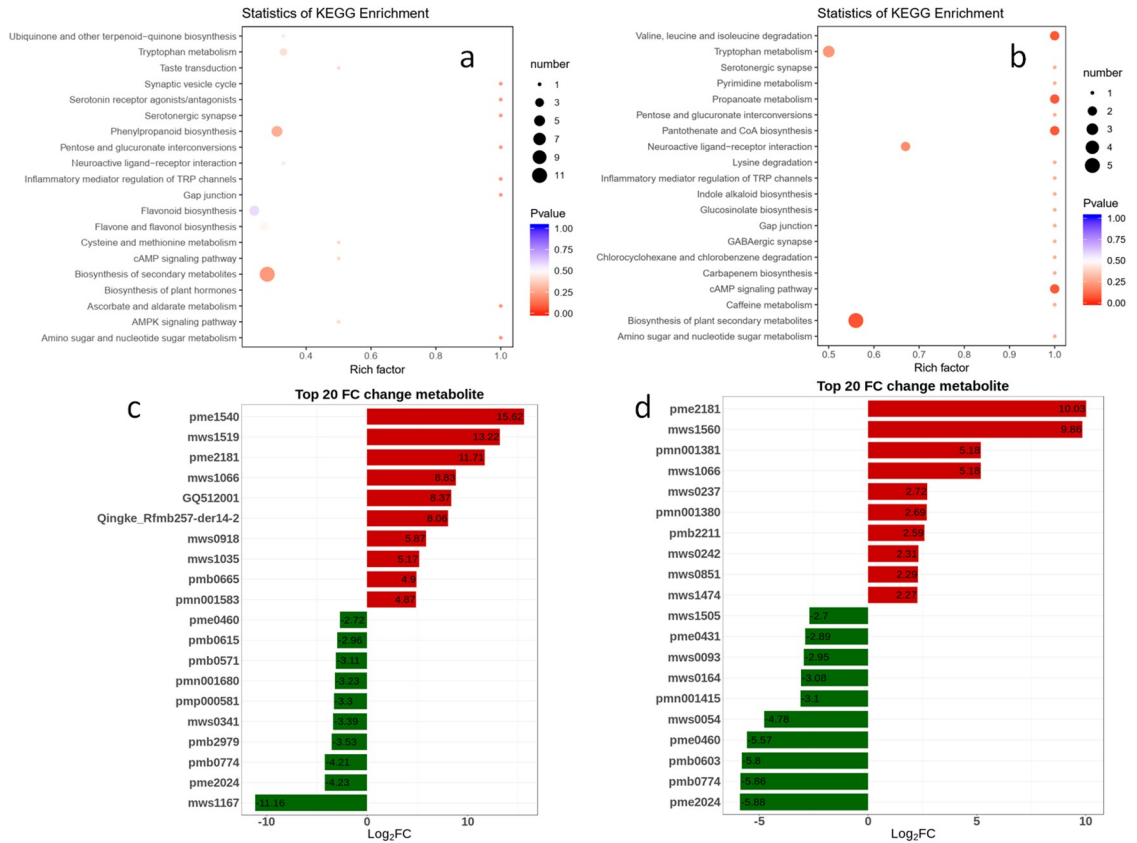 Statistics of KEGG Enrichment
a
Ubiquinone and other terpenoid−quinone biosynthesis
Tryptophan metabolism
Taste transduction
Synaptic vesicle cycle
Serotonin receptor agonists/antagonists
Serotonergic synapse
Phenylpropanoid biosynthesis
Pentose and glucuronate interconversions
Neuroactive ligand−receptor interaction
Inflammatory mediator regulation of TRP channels
Gap junction
Flavonoid biosynthesis
Flavone and flavonol biosynthesis
Cysteine and methionine metabolism
cAMP signaling pathway
Biosynthesis of secondary metabolites
Biosynthesis of plant hormones
Ascorbate and aldarate metabolism
AMPK signaling pathway
Amino sugar and nucleotide sugar metabolism
0.4 0.6 0.8 1.0
Rich factor
number
1
3
5
7
9
11
Pvalue
1.00
0.75
0.50
0.25
0.00
Statistics of KEGG Enrichment
b
Valine, leucine and isoleucine degradation
Tryptophan metabolism
Serotonergic synapse
Pyrimidine metabolism
Propanoate metabolism
Pentose and glucuronate interconversions
Pantothenate and CoA biosynthesis
Neuroactive ligand−receptor interaction
Lysine degradation
Inflammatory mediator regulation of TRP channels
Indole alkaloid biosynthesis
Glucosinolate biosynthesis
Gap junction
GABAergic synapse
Chlorocyclohexane and chlorobenzene degradation
Carbapenem biosynthesis
cAMP signaling pathway
Caffeine metabolism
Biosynthesis of plant secondary metabolites
Amino sugar and nucleotide sugar metabolism
0.5 0.6 0.7 0.8 0.9 1.0
Rich factor
number
1
2
3
4
5
Pvalue
1.00
0.75
0.50
0.25
0.00
Top 20 FC change metabolite
c
pme1540 15.62
mws1519 13.22
pme2181 11.71
mws1066
GQ512001 8.37
Qingke_Rfmb257-der14-2 8.06
mws0918 5.87
mws1035 5.17
pmb0665 4.9
pmn001583 4.87
pme0460 -2.72
pmb0615 -2.96
pmb0571 -3.11
pmn001680 -3.23
pmp000581 -3.3
mws0341 -3.39
pmb2979 -3.53
pmb0774 -4.21
pme2024 -4.23
mws1167 -11.16
-10 0 10
Log2FC
Top 20 FC change metabolite
d
pme2181 10.03
mws1560 9.86
pmn001381 5.18
mws1066 5.18
mws0237 2.72
pmn001380 2.69
pmb2211 2.59
mws0242 2.31
mws0851 2.29
mws1474 2.27
mws1505 -2.7
pme0431 -2.89
mws0093 -2.95
mws0164 -3.08
pmn001415 -3.1
mws0054 -4.78
pme0460 -5.57
pmb0603 -5.8
pmb0774 -5.86
pme2024 -5.88
-5 0 5 10
Log2FC